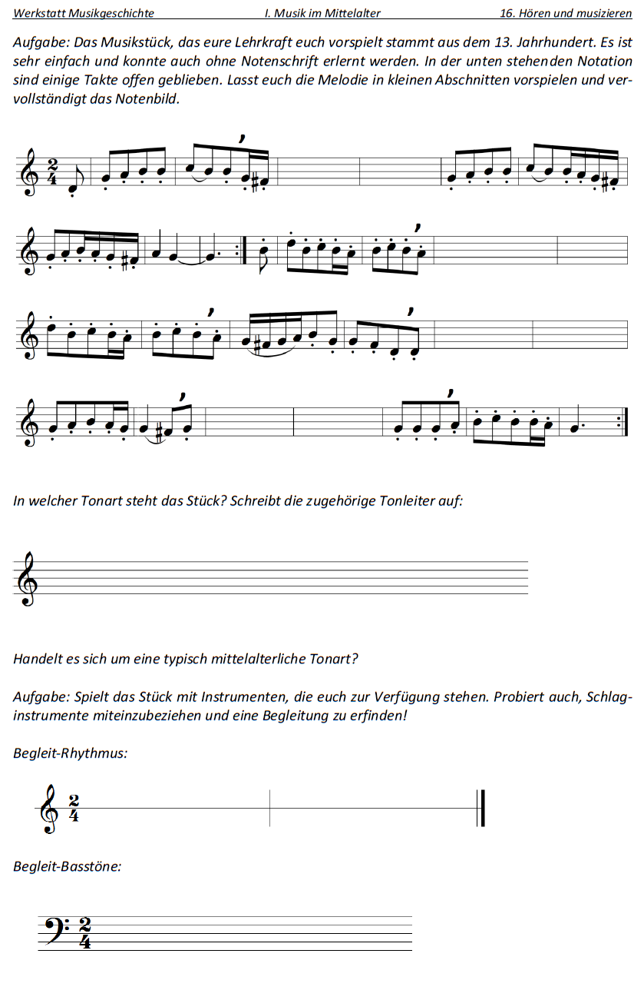 Werkstatt Musikgeschichte I. Musik im Mittelalter 16. Hören und musizieren
Aufgabe: Das Musikstück, das eure Lehrkraft euch vorspielt stammt aus dem 13. Jahrhundert. Es ist
sehr einfach und konnte auch ohne Notenschrift erlernt werden. In der unten stehenden Notation
sind einige Takte offen geblieben. Lasst euch die Melodie in kleinen Abschnitten vorspielen und ver-
vollständigt das Notenbild.
2
4
In welcher Tonart steht das Stück? Schreibt die zugehörige Tonleiter auf:
Handelt es sich um eine typisch mittelalterliche Tonart?
Aufgabe: Spielt das Stück mit Instrumenten, die euch zur Verfügung stehen. Probiert auch, Schlag-
instrumente miteinzubeziehen und eine Begleitung zu erfinden!
Begleit-Rhythmus:
2
4
Begleit-Basstöne:
2
4